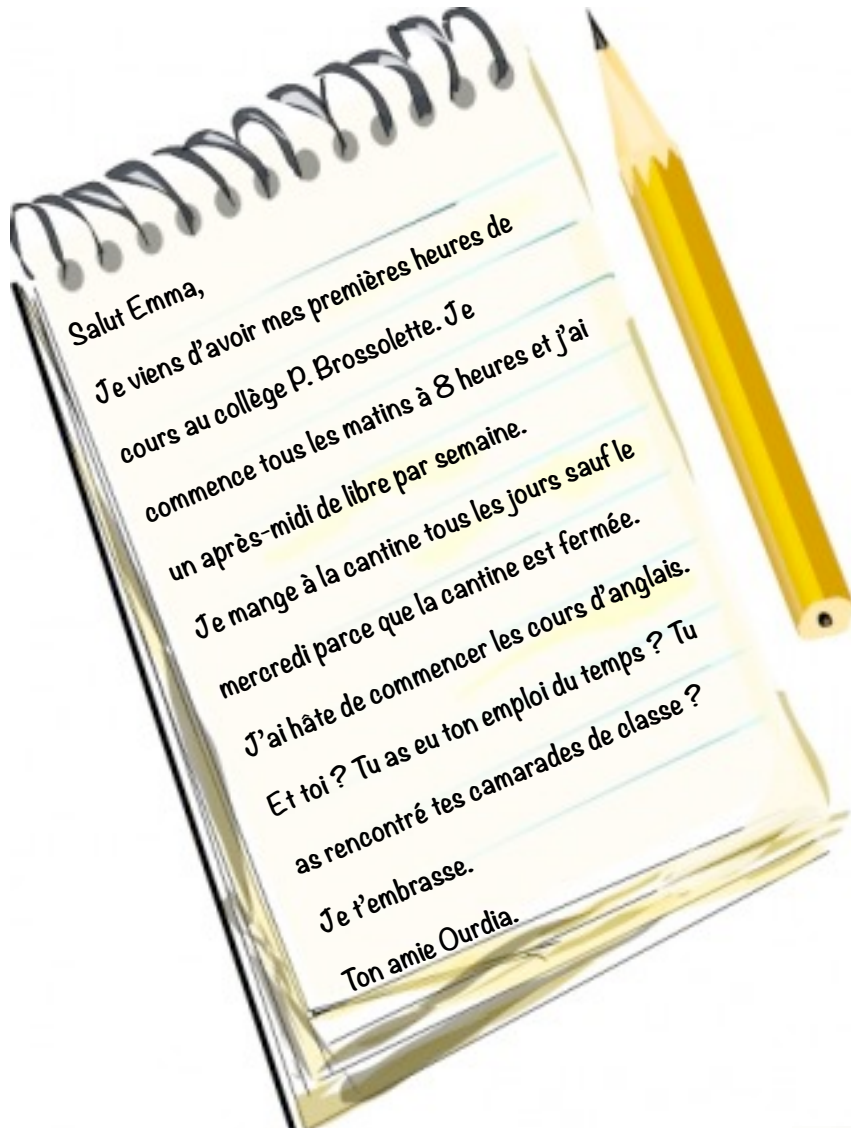 Salut Emma,
Je viens d'avoir mes premières heures de
cours au collège P. Brossolette. Je
commence tous les matins à 8 heures et j'ai
un après-midi de libre par semaine.
Je mange à la cantine tous les jours sauf le
mercredi parce que la cantine est fermée.
J'ai hâte de commencer les cours d'anglais.
Et toi ? Tu as eu ton emploi du temps ? Tu
as rencontré tes camarades de classe ?
Je t'embrasse.
Ton amie Ourdia.